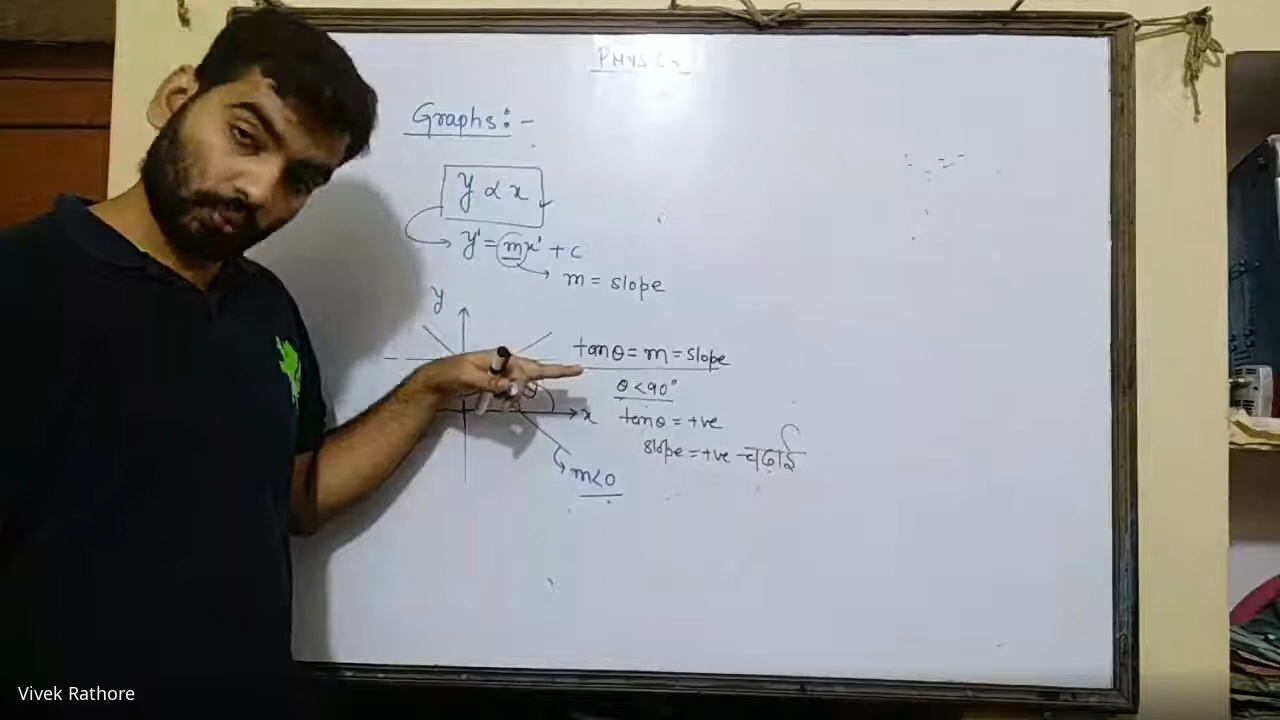 PHYSICS
Graphs:-
y ∝ x
y' = mx' + c
m = slope
y
tanθ = m = slope
θ < 90°
x
tanθ = +ve
slope = +ve चढ़ाई
m<0
Vivek Rathore